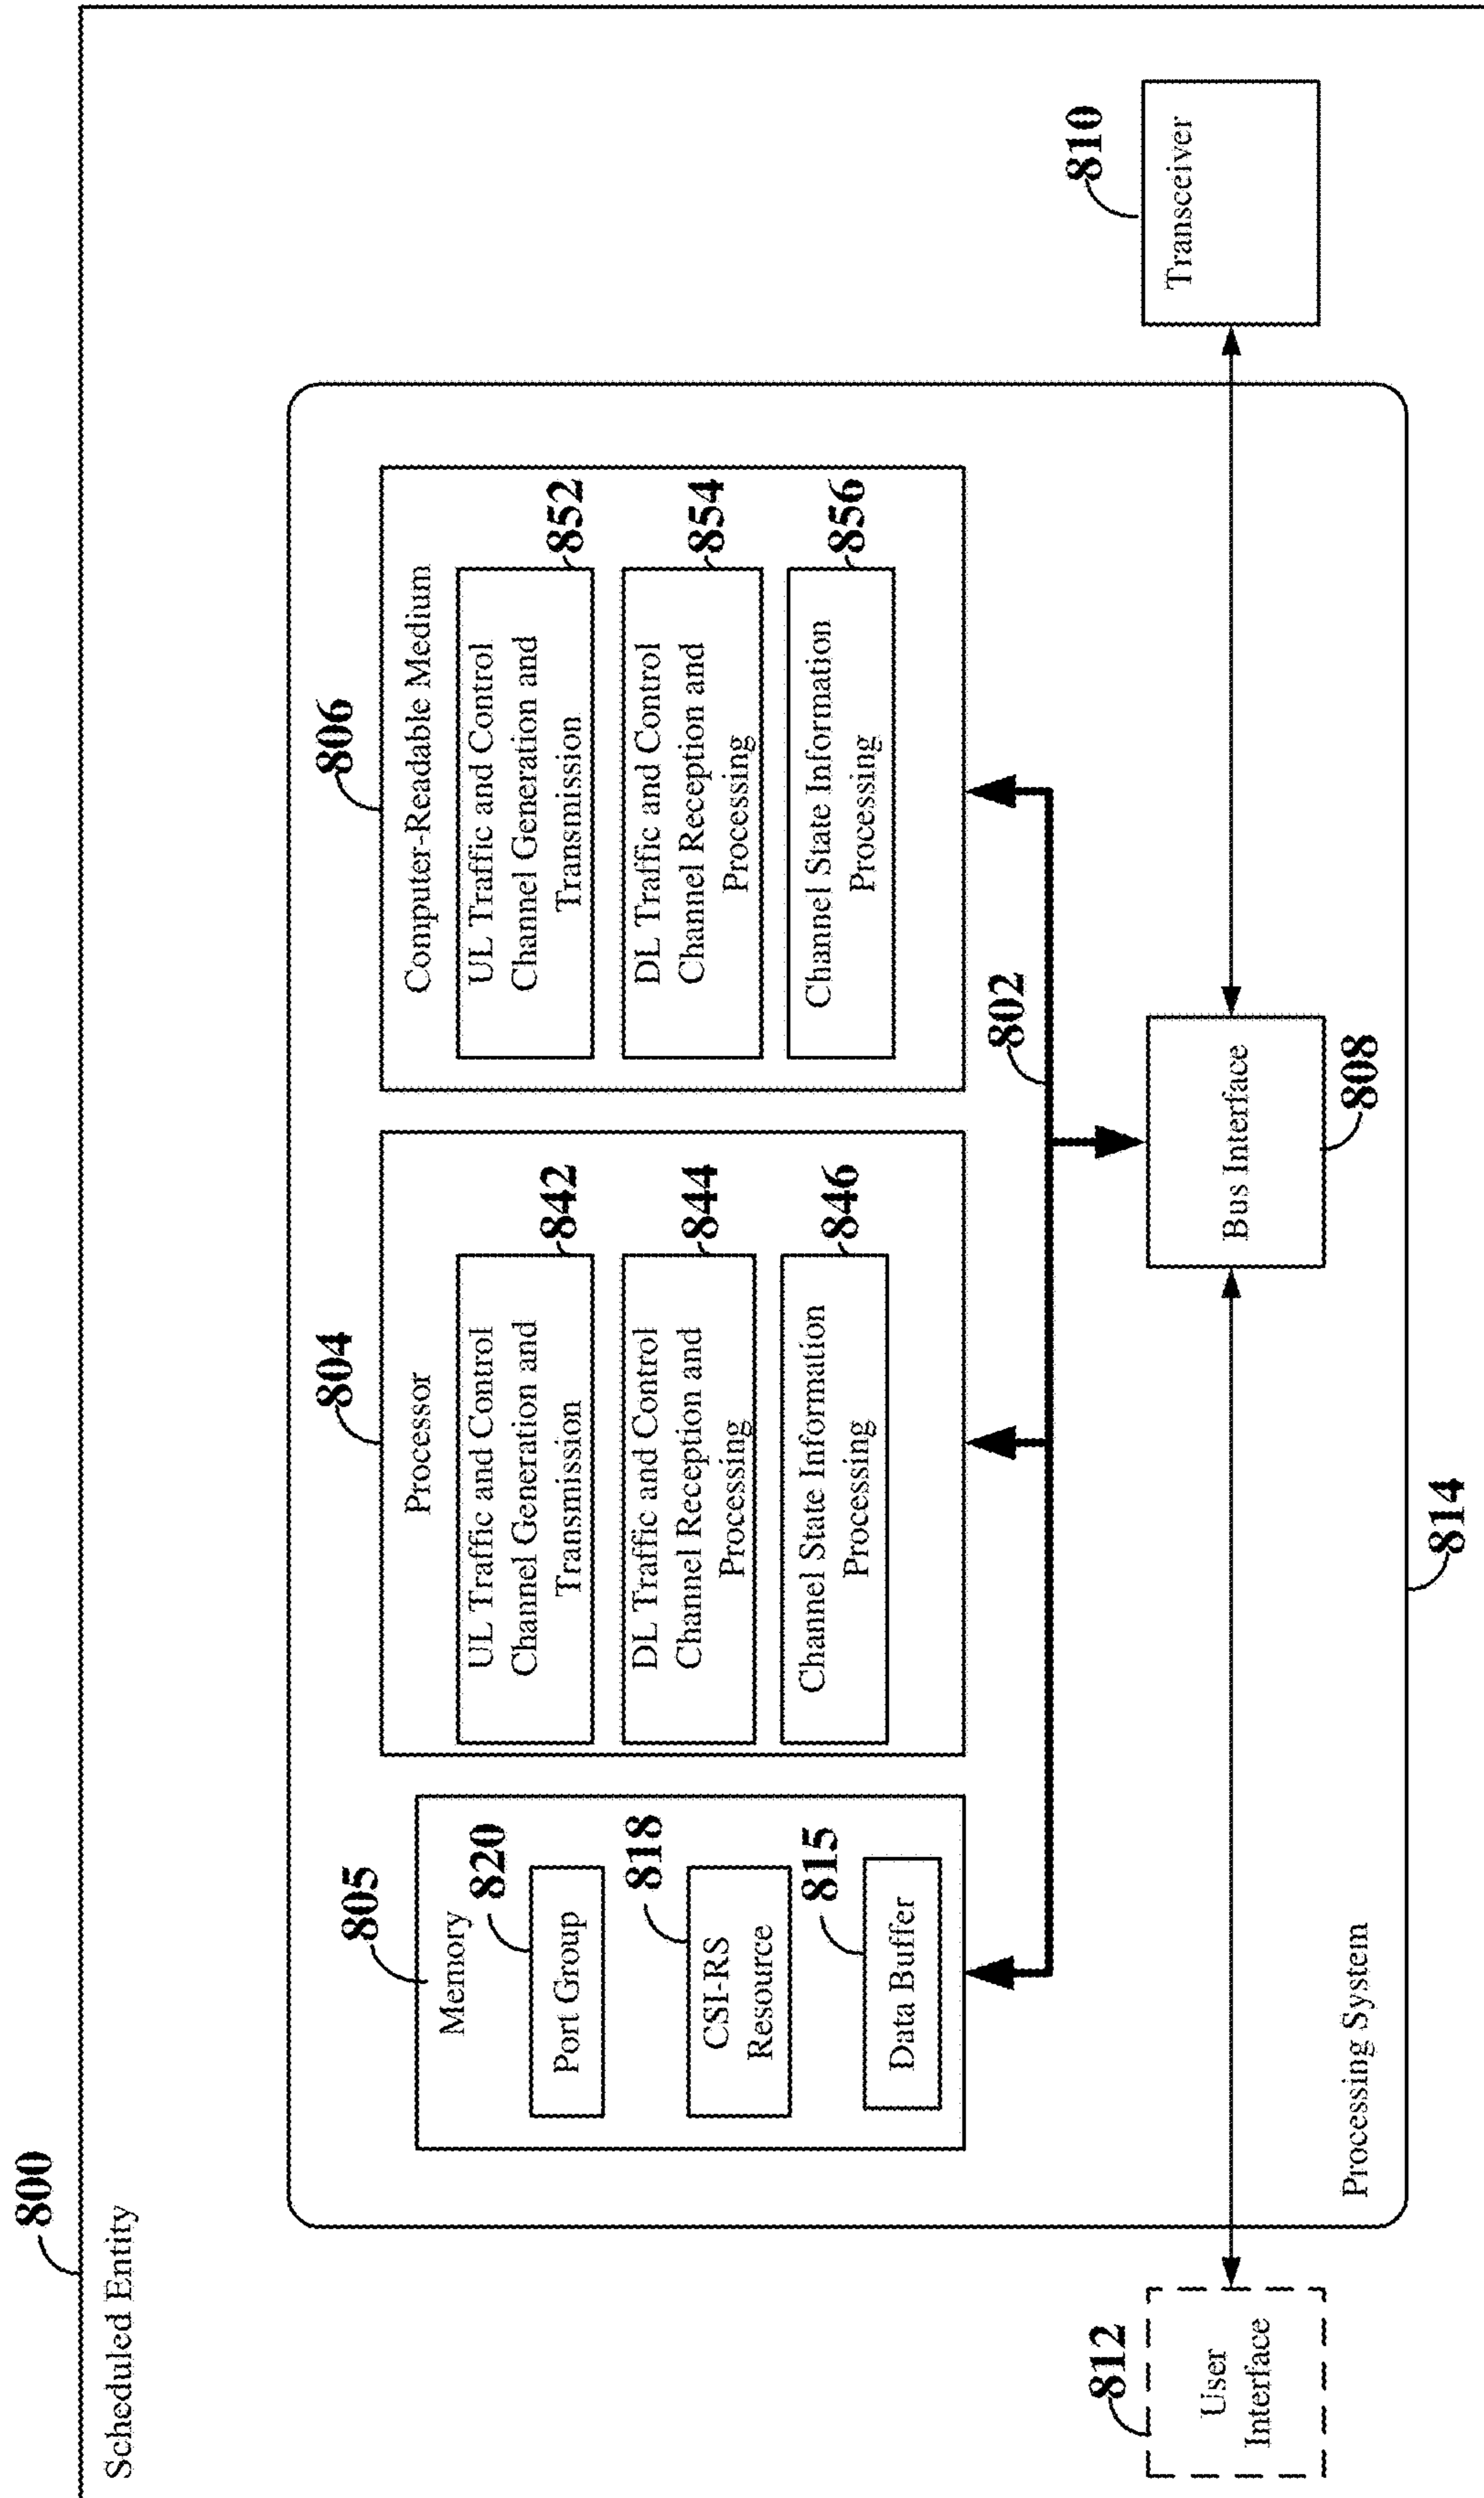 800
Scheduled Entity
805
Memory
820
Port Group
818
CSI-RS
Resource
815
Data Buffer
804
Processor
UL Traffic and Control
Channel Generation and
Transmission
842
DL Traffic and Control
Channel Reception and
Processing
844
Channel State Information
Processing
846
806
Computer-Readable Medium
UL Traffic and Control
Channel Generation and
Transmission
852
DL Traffic and Control
Channel Reception and
Processing
854
Channel State Information
Processing
856
802
812
User
Interface
Bus Interface
808
810
Transceiver
Processing System
814